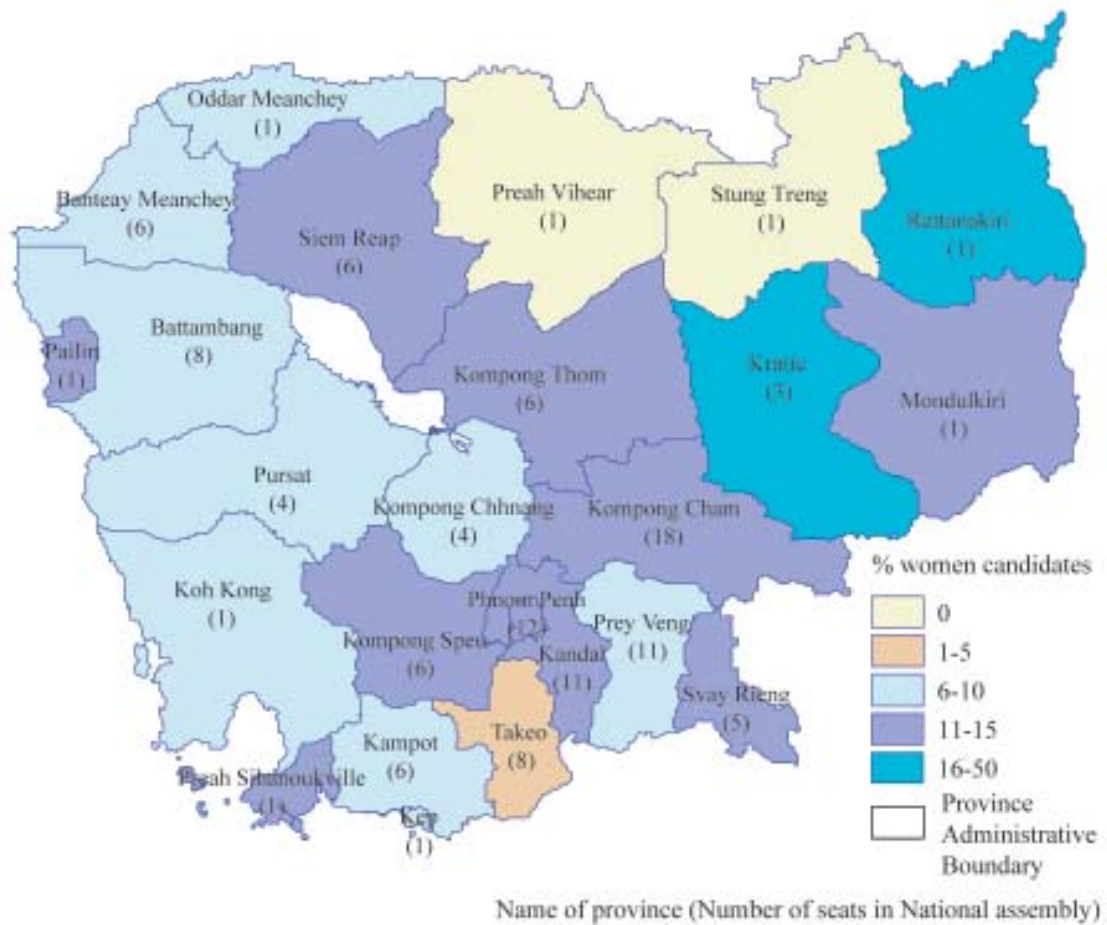 Oddar Meanchey
(1)
Banteay Meanchey
(6)
Siem Reap
(6)
Preah Vihear
(1)
Stung Treng
(1)
Rattanakiri
(1)
Battambang
(8)
Pailin
(1)
Kompong Thom
(6)
Kratie
(3)
Mondulkiri
(1)
Pursat
(4)
Kompong Chhnang
(4)
Kompong Cham
(18)
Koh Kong
(1)
Kompong Speu
(6)
Phnom Penh
(12)
Kandal
(11)
Prey Veng
(11)
Svay Rieng
(5)
Takeo
(8)
Kampot
(6)
Preah Sihanoukville
(1)
Kep
(1)
% women candidates
0
1-5
6-10
11-15
16-50
Province
Administrative
Boundary
Name of province (Number of seats in National assembly)